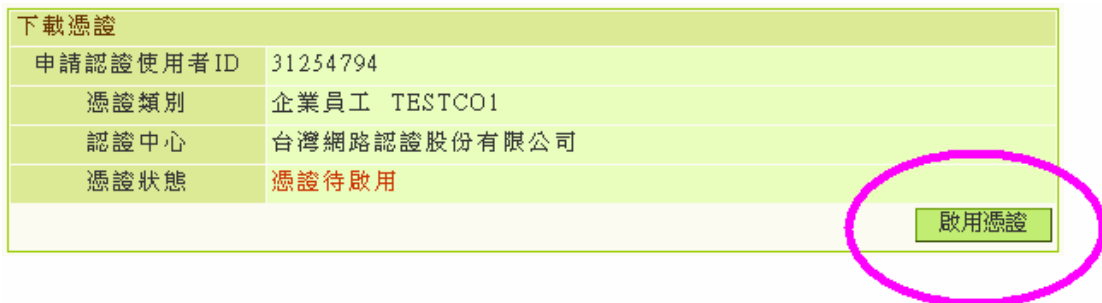 下載憑證
申請認證使用者ID 31254794
憑證類別 企業員工 TESTCO1
認證中心 台灣網路認證股份有限公司
憑證狀態 憑證待啟用
啟用憑證